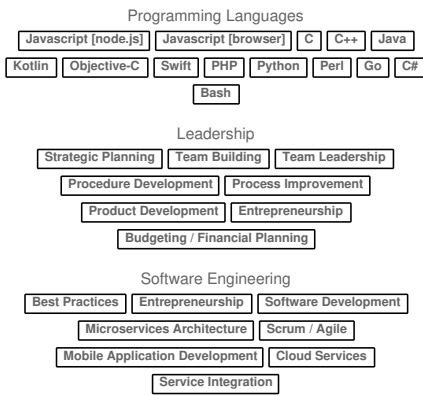 Programming Languages
Javascript [node.js] Javascript [browser] C C++ Java
Kotlin Objective-C Swift PHP Python Perl Go C#
Bash
Leadership
Strategic Planning Team Building Team Leadership
Procedure Development Process Improvement
Product Development Entrepreneurship
Budgeting / Financial Planning
Software Engineering
Best Practices Entrepreneurship Software Development
Microservices Architecture Scrum / Agile
Mobile Application Development Cloud Services
Service Integration